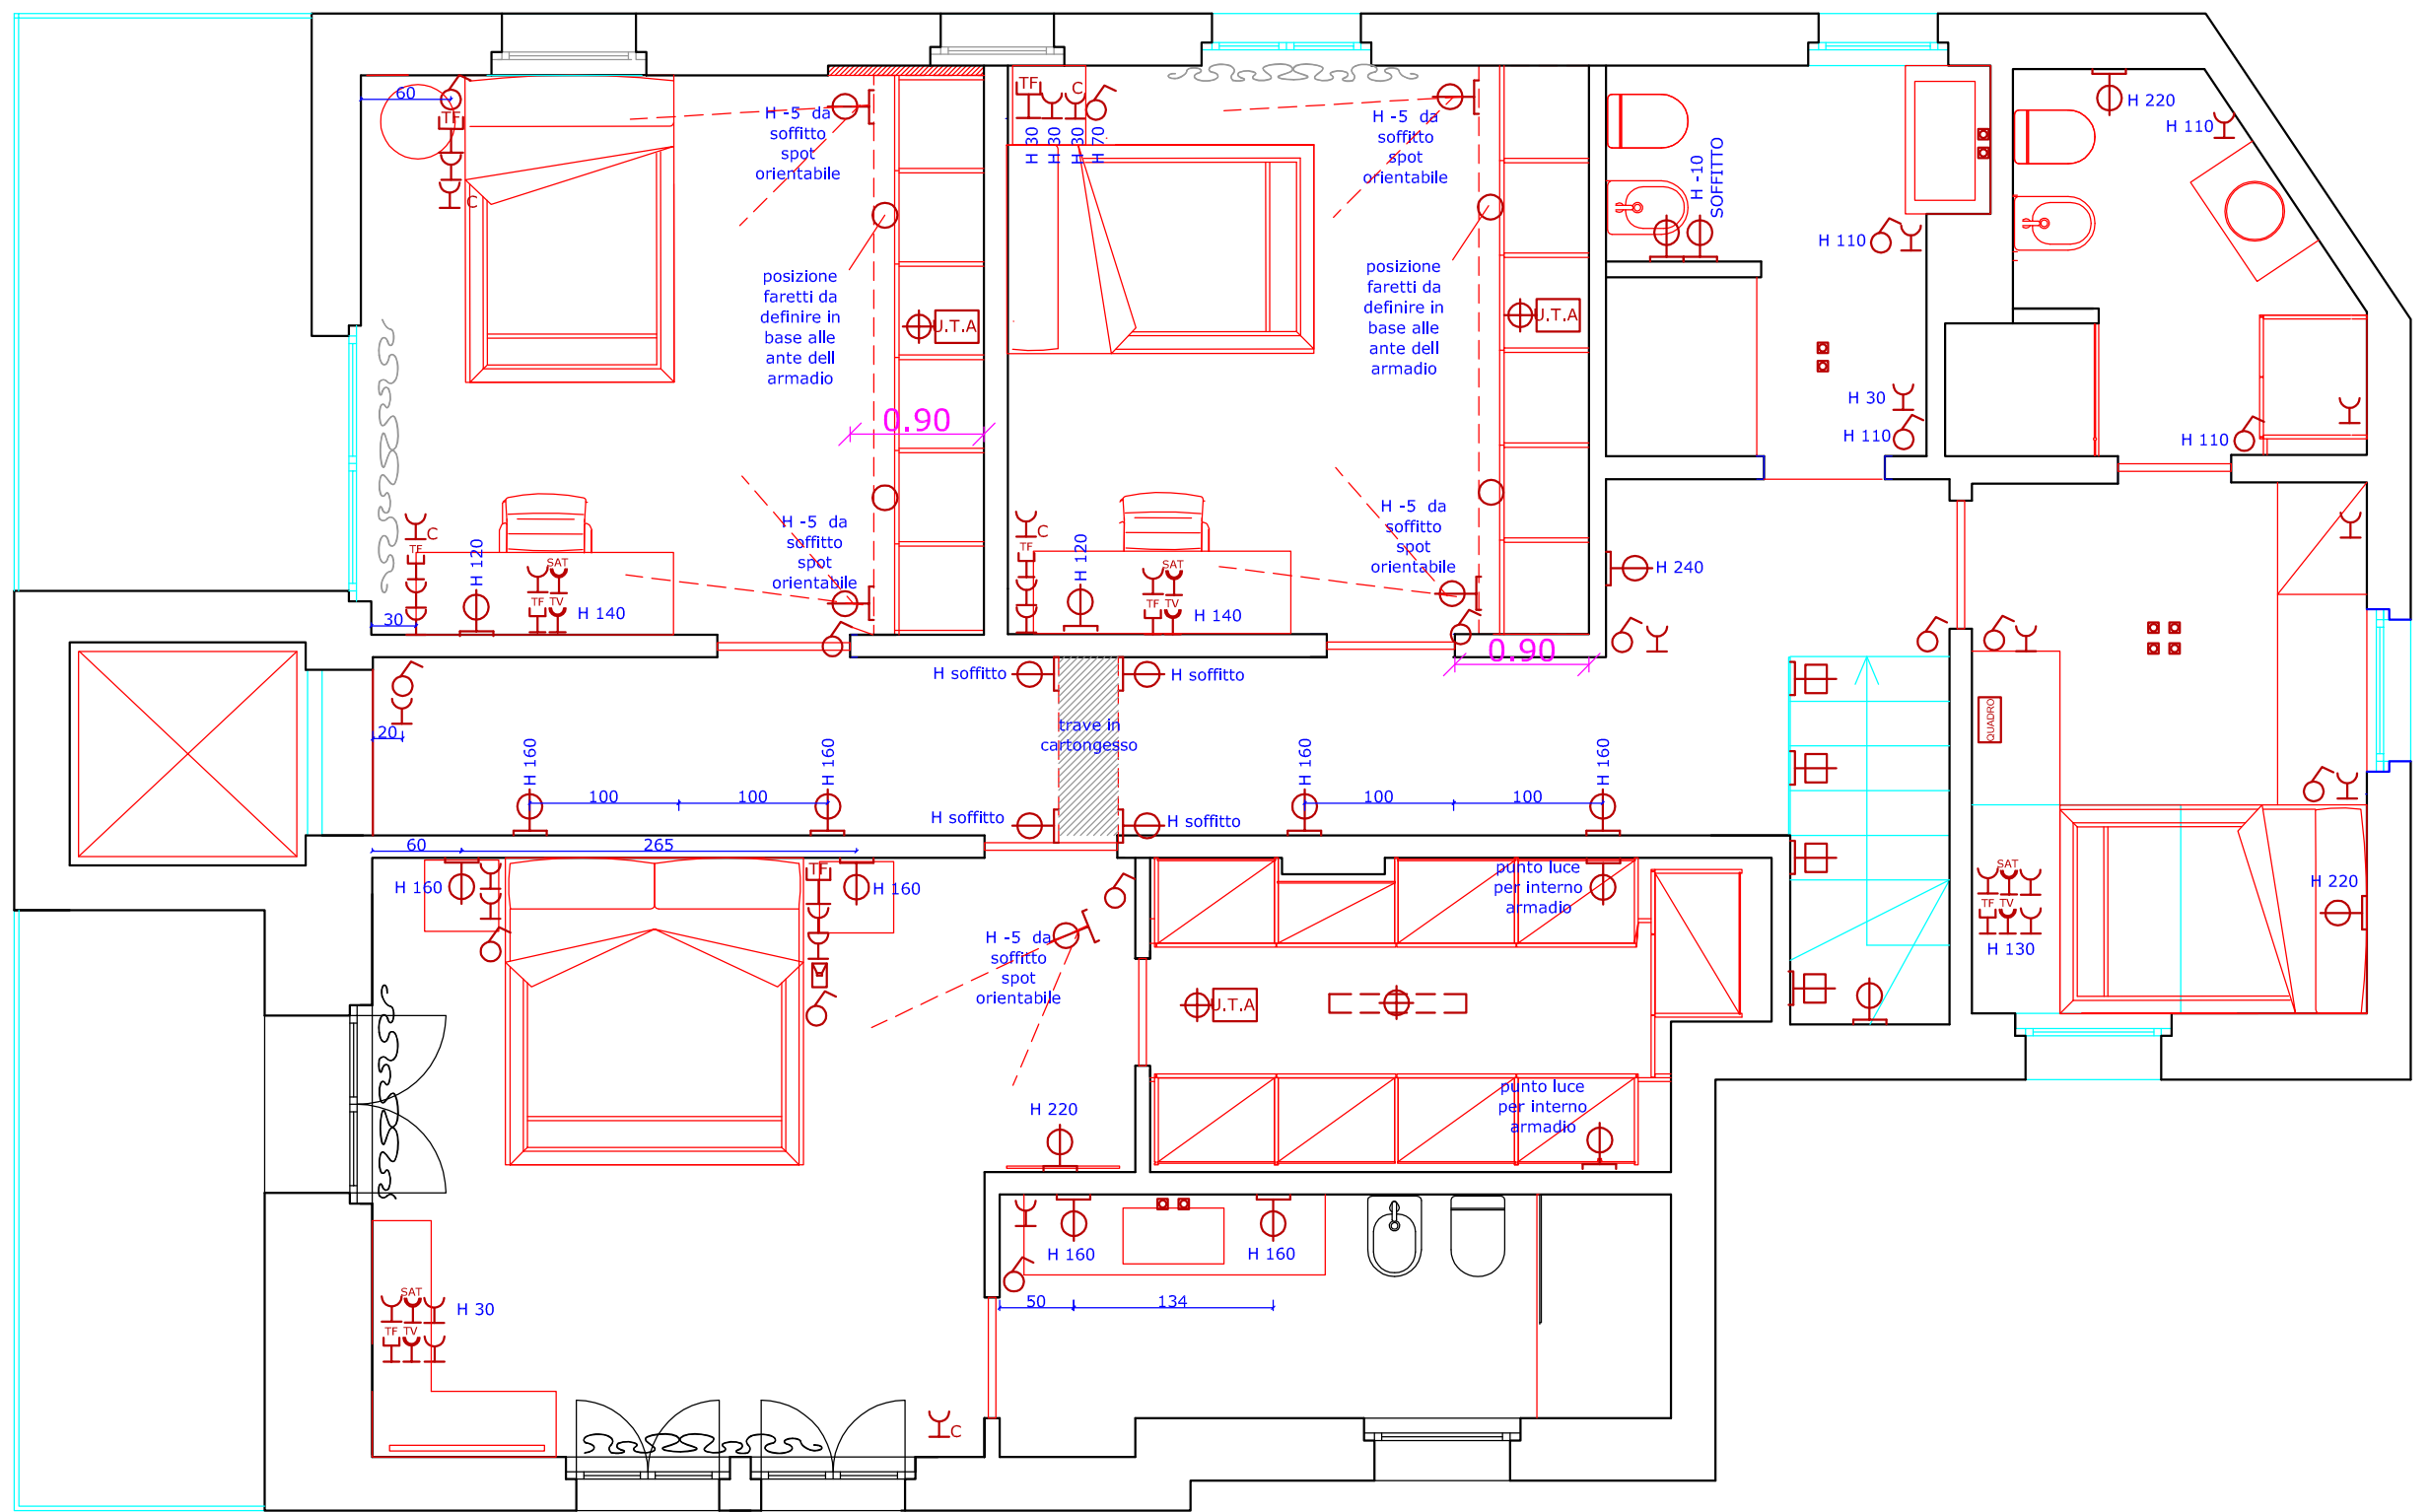 60
TF
C
H -5  da
soffitto
spot
orientabile
posizione
faretti da
definire in
base alle
ante dell
armadio
U.T.A
0.90
H -5  da
soffitto
spot
orientabile
C
TF
H 120
SAT
TF TV
H 140
30
TF
C
H 30
H 30
H 30
H 70
H -5  da
soffitto
spot
orientabile
posizione
faretti da
definire in
base alle
ante dell
armadio
U.T.A
H -5  da
soffitto
spot
orientabile
C
TF
H 120
SAT
TF TV
H 140
0.90
H -10
SOFFITTO
H 110
H 30
H 110
H 220
H 110
H 110
H 240
20
H 160
100
100
H 160
H soffitto
H soffitto
trave in
cartongesso
H soffitto
H soffitto
H 160
100
100
H 160
QUADRO
SAT
TF TV
H 130
H 220
60
265
H 160
TF
H 160
H -5  da
soffitto
spot
orientabile
H 220
punto luce
per interno
armadio
U.T.A
punto luce
per interno
armadio
H 160
H 160
50
134
SAT
TF TV
H 30
C